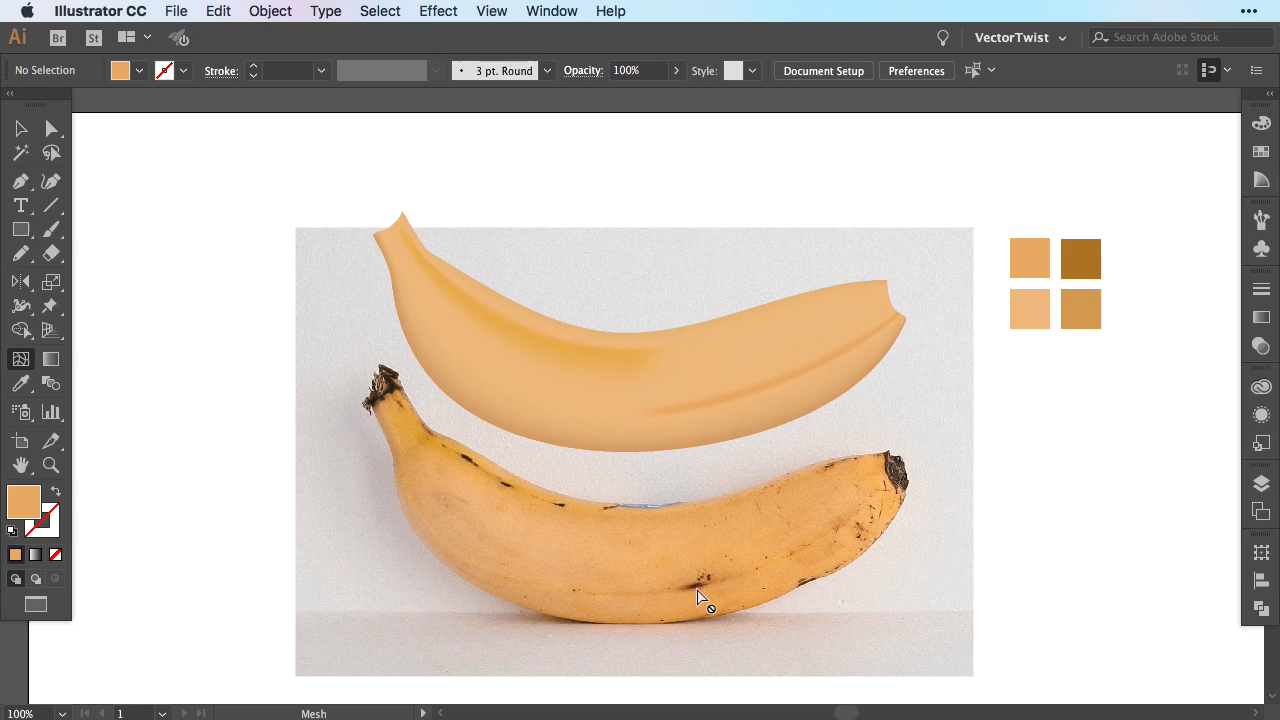 Illustrator CC File Edit Object Type Select Effect View Window Help
Ai Br St VectorTwist Search Adobe Stock
No Selection Stroke: 3 pt. Round Opacity: 100% Style: Document Setup Preferences
T
100% 1 Mesh